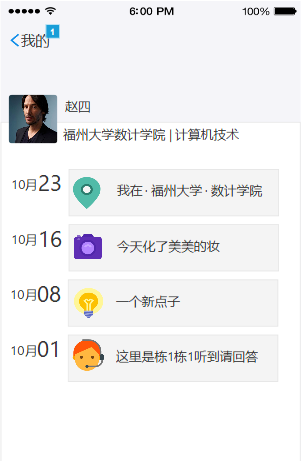 6:00 PM 100%
我的 1
赵四
福州大学数计学院 | 计算机技术
10月23 我在 · 福州大学 · 数计学院
10月16 今天化了美美的妆
10月08 一个新点子
10月01 这里是栋1栋1听到请回答